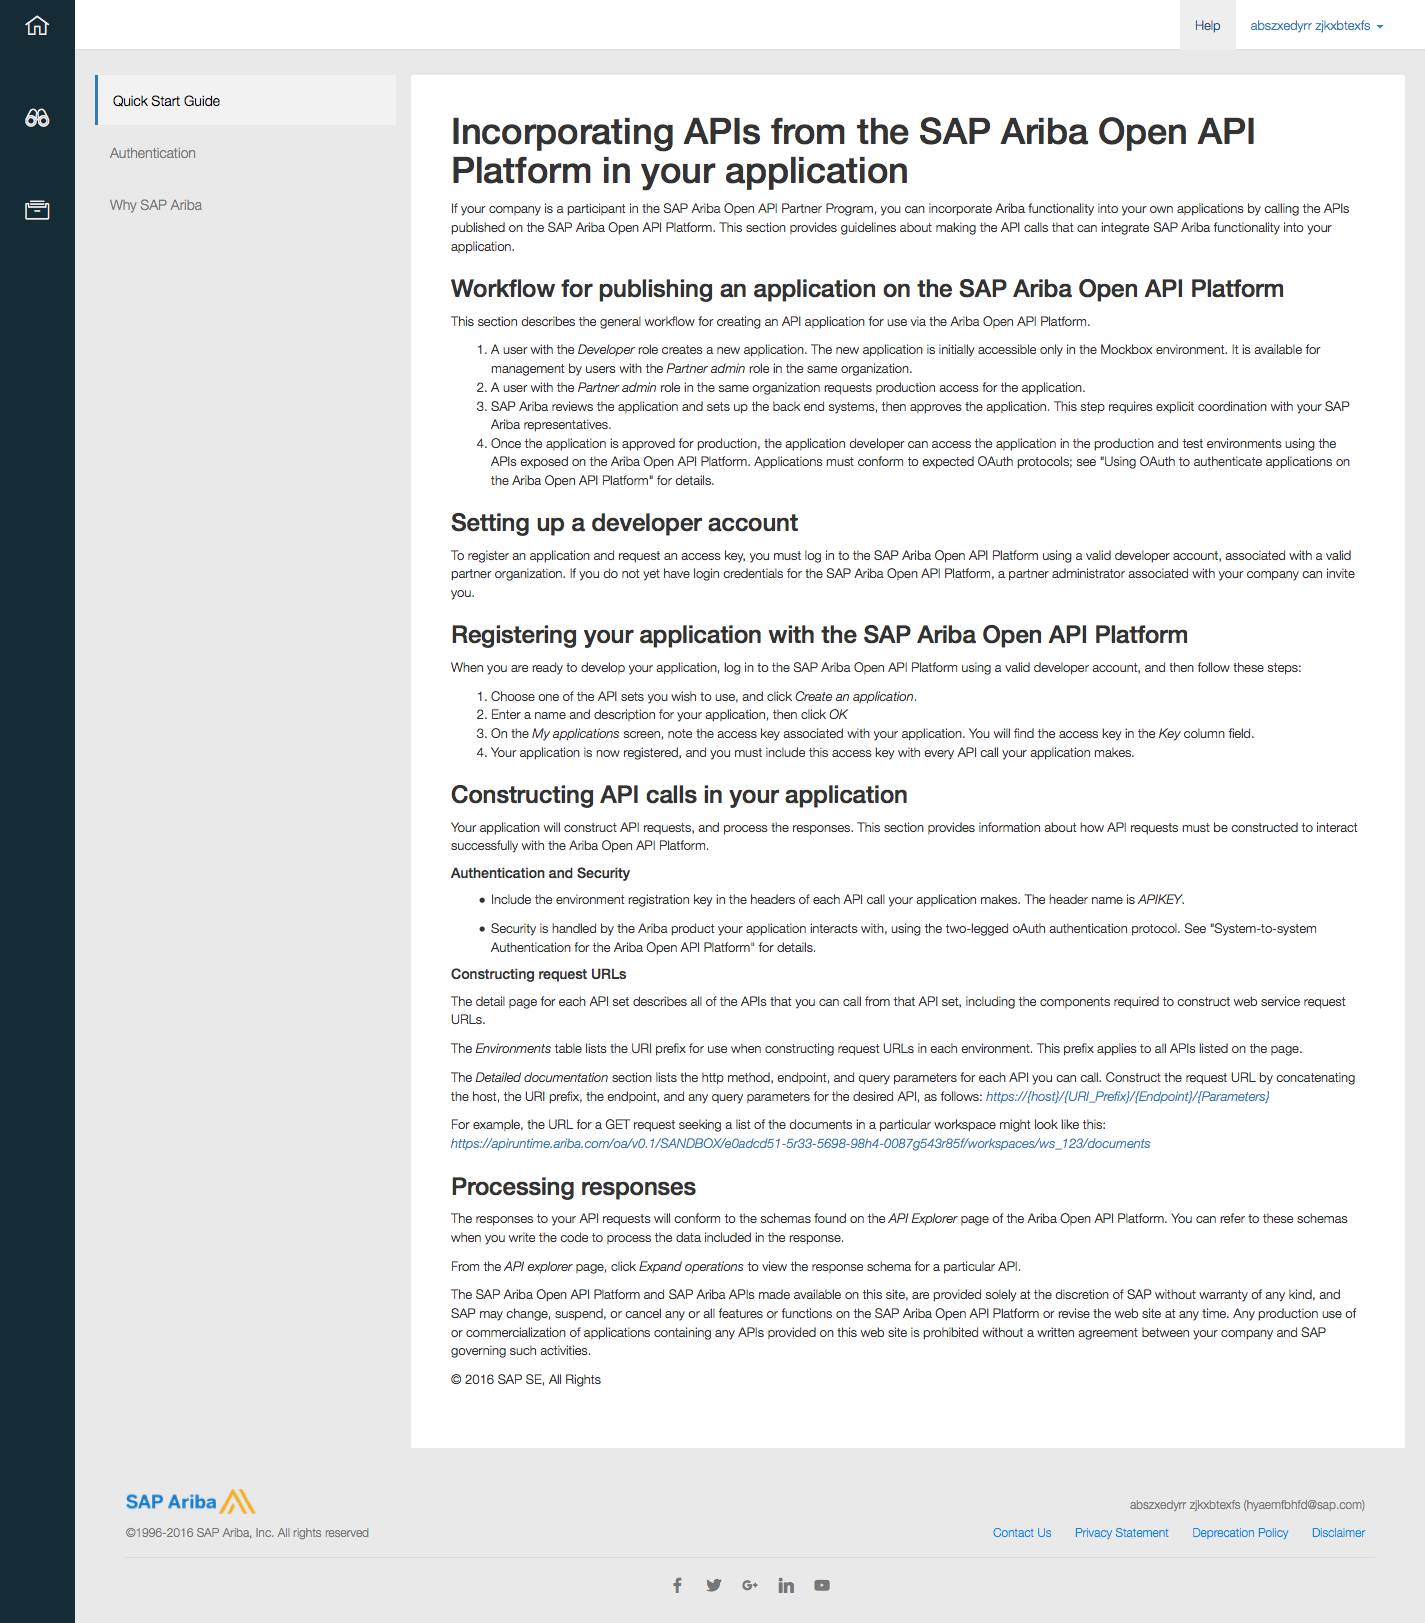 Help
abszxedyrr zjkxbtexfs
Quick Start Guide
Authentication
Why SAP Ariba
Incorporating APIs from the SAP Ariba Open API
Platform in your application
If your company is a participant in the SAP Ariba Open API Partner Program, you can incorporate Ariba functionality into your own applications by calling the APIs
published on the SAP Ariba Open API Platform. This section provides guidelines about making the API calls that can integrate SAP Ariba functionality into your
application.
Workflow for publishing an application on the SAP Ariba Open API Platform
This section describes the general workflow for creating an API application for use via the Ariba Open API Platform.
1. A user with the Developer role creates a new application. The new application is initially accessible only in the Mockbox environment. It is available for
management by users with the Partner admin role in the same organization.
2. A user with the Partner admin role in the same organization requests production access for the application.
3. SAP Ariba reviews the application and sets up the back end systems, then approves the application. This step requires explicit coordination with your SAP
Ariba representatives.
4. Once the application is approved for production, the application developer can access the application in the production and test environments using the
APIs exposed on the Ariba Open API Platform. Applications must conform to expected OAuth protocols; see "Using OAuth to authenticate applications on
the Ariba Open API Platform" for details.
Setting up a developer account
To register an application and request an access key, you must log in to the SAP Ariba Open API Platform using a valid developer account, associated with a valid
partner organization. If you do not yet have login credentials for the SAP Ariba Open API Platform, a partner administrator associated with your company can invite
you.
Registering your application with the SAP Ariba Open API Platform
When you are ready to develop your application, log in to the SAP Ariba Open API Platform using a valid developer account, and then follow these steps:
1. Choose one of the API sets you wish to use, and click Create an application.
2. Enter a name and description for your application, then click OK
3. On the My applications screen, note the access key associated with your application. You will find the access key in the Key column field.
4. Your application is now registered, and you must include this access key with every API call your application makes.
Constructing API calls in your application
Your application will construct API requests, and process the responses. This section provides information about how API requests must be constructed to interact
successfully with the Ariba Open API Platform.
Authentication and Security
• Include the environment registration key in the headers of each API call your application makes. The header name is APIKEY.
• Security is handled by the Ariba product your application interacts with, using the two-legged oAuth authentication protocol. See "System-to-system
Authentication for the Ariba Open API Platform" for details.
Constructing request URLs
The detail page for each API set describes all of the APIs that you can call from that API set, including the components required to construct web service request
URLs.
The Environments table lists the URI prefix for use when constructing request URLs in each environment. This prefix applies to all APIs listed on the page.
The Detailed documentation section lists the http method, endpoint, and query parameters for each API you can call. Construct the request URL by concatenating
the host, the URI prefix, the endpoint, and any query parameters for the desired API, as follows: https://{host}/{URI_Prefix}/{Endpoint}/{Parameters}
For example, the URL for a GET request seeking a list of the documents in a particular workspace might look like this:
https://apiruntime.ariba.com/oa/v0.1/SANDBOX/e0adcd51-5r33-5698-98h4-0087g543r85f/workspaces/ws_123/documents
Processing responses
The responses to your API requests will conform to the schemas found on the API Explorer page of the Ariba Open API Platform. You can refer to these schemas
when you write the code to process the data included in the response.
From the API explorer page, click Expand operations to view the response schema for a particular API.
The SAP Ariba Open API Platform and SAP Ariba APIs made available on this site, are provided solely at the discretion of SAP without warranty of any kind, and
SAP may change, suspend, or cancel any or all features or functions on the SAP Ariba Open API Platform or revise the web site at any time. Any production use of
or commercialization of applications containing any APIs provided on this web site is prohibited without a written agreement between your company and SAP
governing such activities.
© 2016 SAP SE, All Rights
SAP Ariba
abszxedyrr zjkxbtexfs (hyaemfbhfd@sap.com)
©1996-2016 SAP Ariba, Inc. All rights reserved
Contact Us Privacy Statement Deprecation Policy Disclaimer